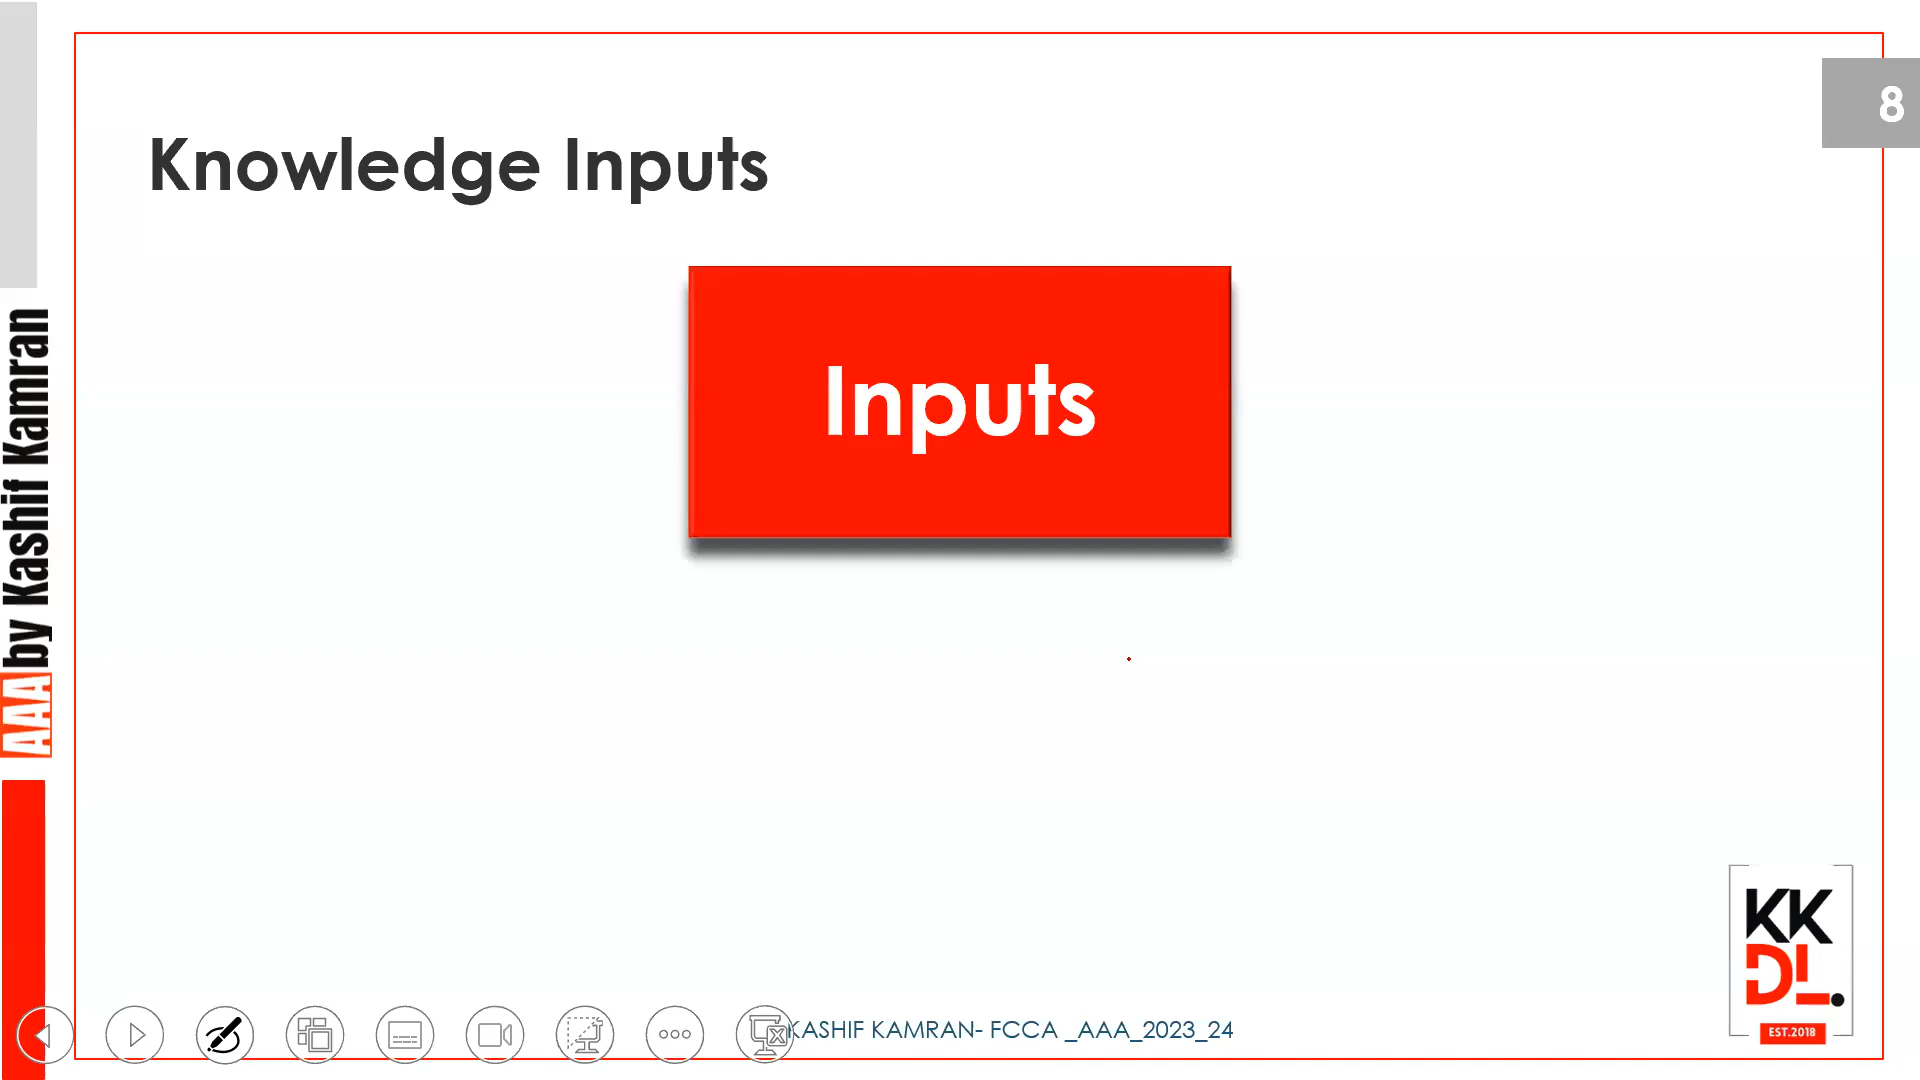 8
Knowledge Inputs
Inputs
AAA by Kashif Kamran
KK
DL.
EST.2018
KASHIF KAMRAN- FCCA _AAA_2023_24